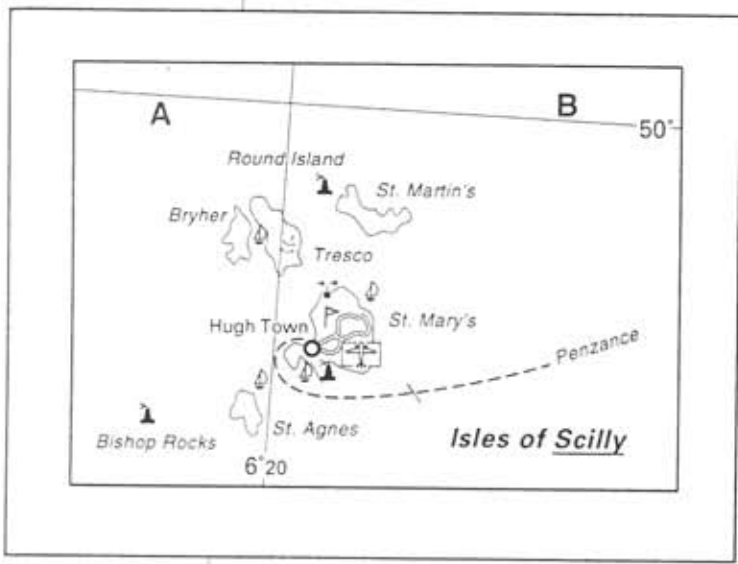 A
B
50°
Round Island
St. Martin's
Bryher
Tresco
Hugh Town
St. Mary's
Penzance
St. Agnes
Bishop Rocks
Isles of Scilly
6°20